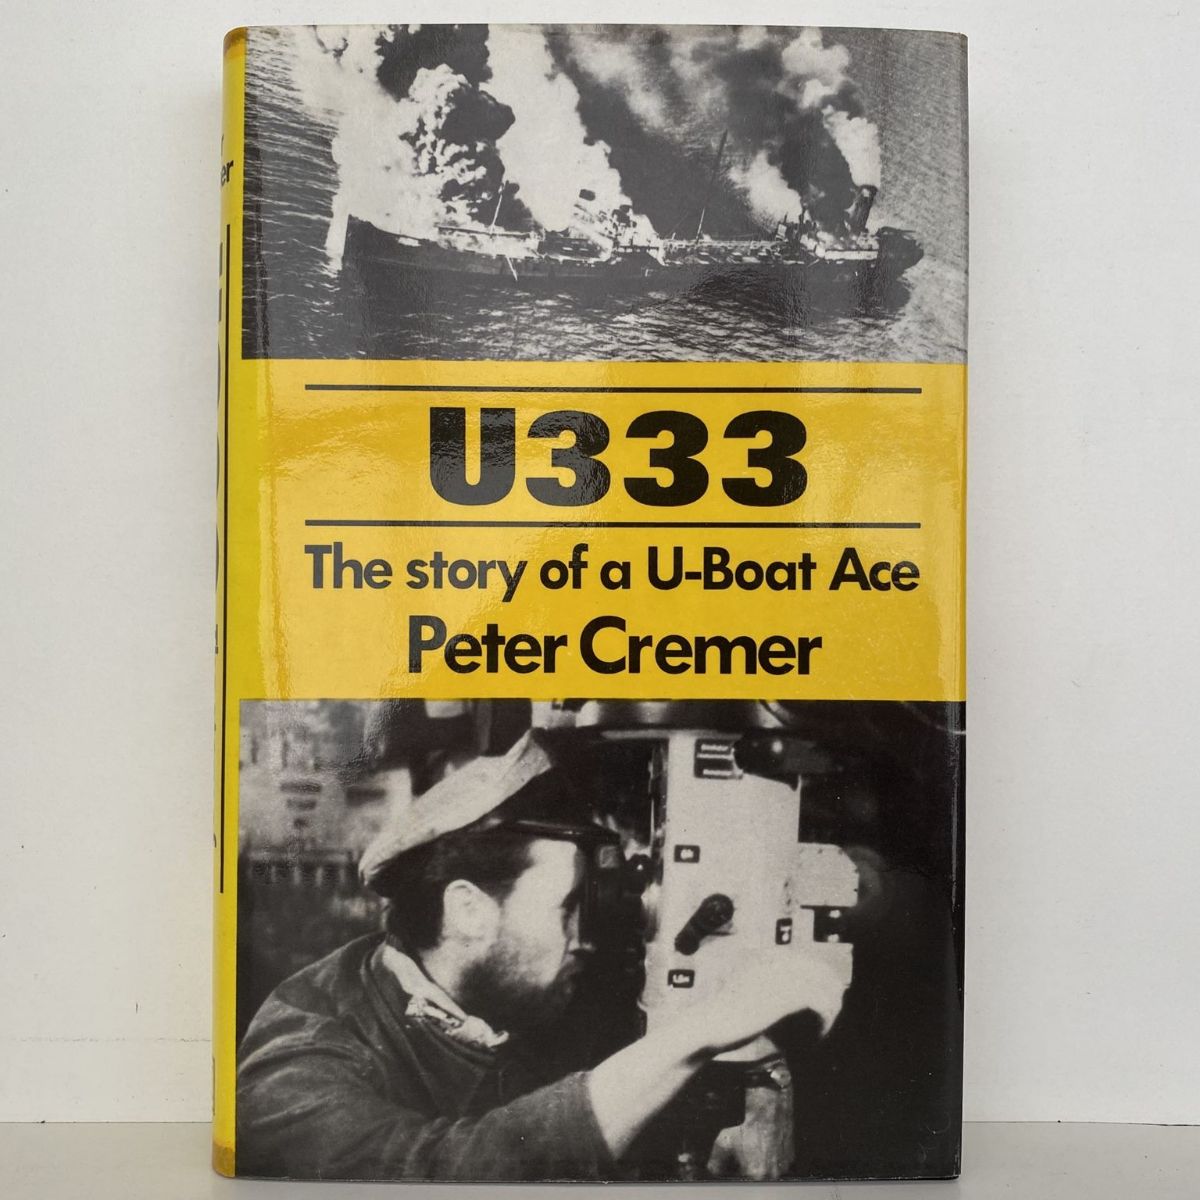 U333
The story of a U-Boat Ace
Peter Cremer